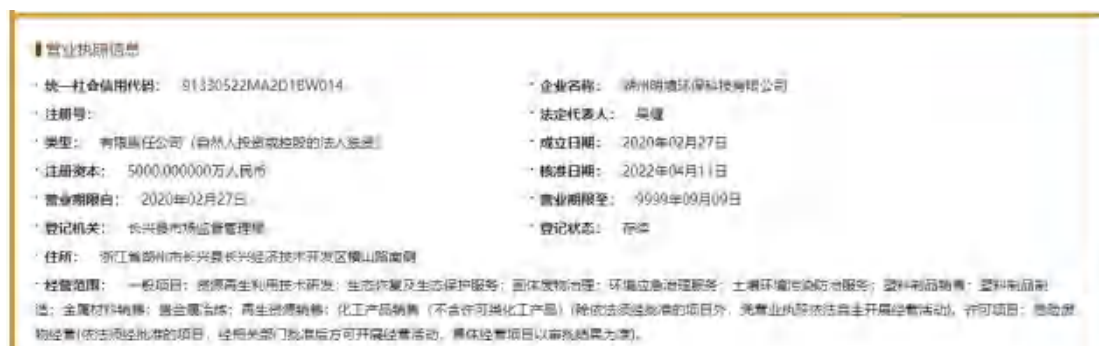 营业执照信息
· 统一社会信用代码: 91330522MA2D1BW014 · 企业名称: 湖州明境环保科技有限公司
· 注册号: · 法定代表人: 吴健
· 类型: 有限责任公司(自然人投资或控股的法人独资) · 成立日期: 2020年02月27日
· 注册资本: 5000.000000万人民币 · 核准日期: 2022年04月11日
· 营业期限自: 2020年02月27日 · 营业期限至: 9999年09月09日
· 登记机关: 长兴县市场监督管理局 · 登记状态: 存续
· 住所: 浙江省湖州市长兴县长兴经济技术开发区横山路南侧
· 经营范围: 一般项目:资源再生利用技术研发;生态恢复及生态保护服务;固体废物治理;环境应急治理服务;土壤环境污染防治服务;塑料制品销售;塑料制品制
造;金属材料销售;贵金属冶炼;再生资源销售;化工产品销售(不含许可类化工产品)(除依法须经批准的项目外,凭营业执照依法自主开展经营活动)。许可项目:危险废
物经营(依法须经批准的项目,经相关部门批准后方可开展经营活动,具体经营项目以审批结果为准)。